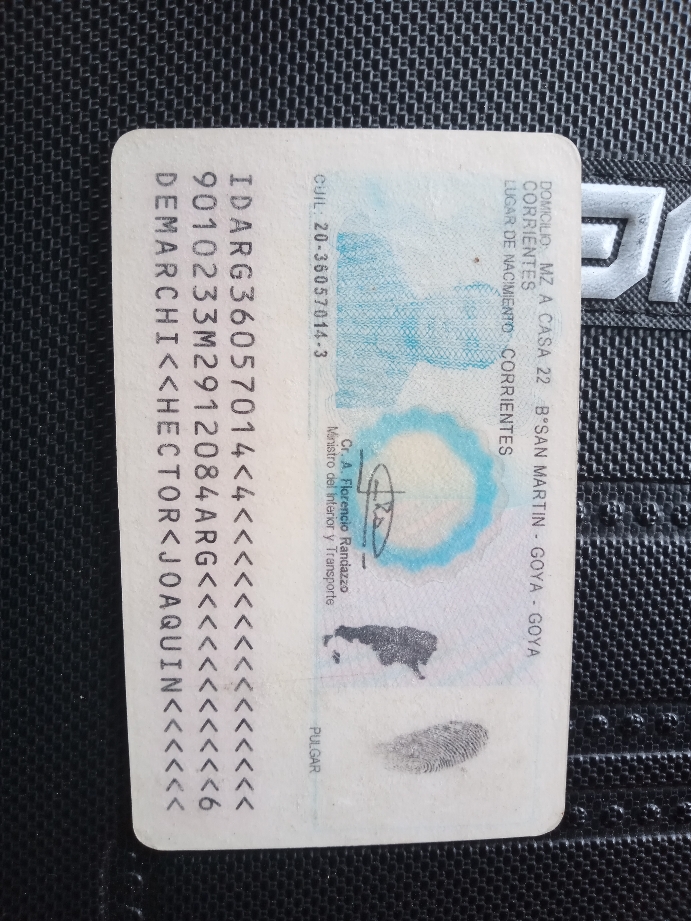 DOMICILIO: MZ A CASA 22 B°SAN MARTIN - GOYA - GOYA
CORRIENTES
LUGAR DE NACIMIENTO: CORRIENTES
Cr. A. Florencio Randazzo
Ministro del Interior y Transporte
CUIL: 20-36057014-3
PULGAR
IDARG36057014<4<<<<<<<<<<<<<<<
9010233M2912084ARG<<<<<<<<<<<6
DEMARCHI<<HECTOR<JOAQUIN<<<<<<